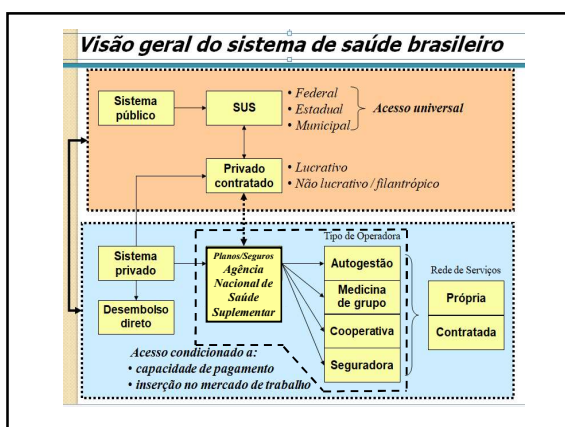 Visão geral do sistema de saúde brasileiro
Sistema
público
SUS
• Federal
• Estadual
• Municipal
Acesso universal
Privado
contratado
• Lucrativo
• Não lucrativo / filantrópico
Sistema
privado
Desembolso
direto
Planos/Seguros
Agência
Nacional de
Saúde
Suplementar
Tipo de Operadora
Autogestão
Medicina
de grupo
Cooperativa
Seguradora
Rede de Serviços
Própria
Contratada
Acesso condicionado a:
• capacidade de pagamento
• inserção no mercado de trabalho